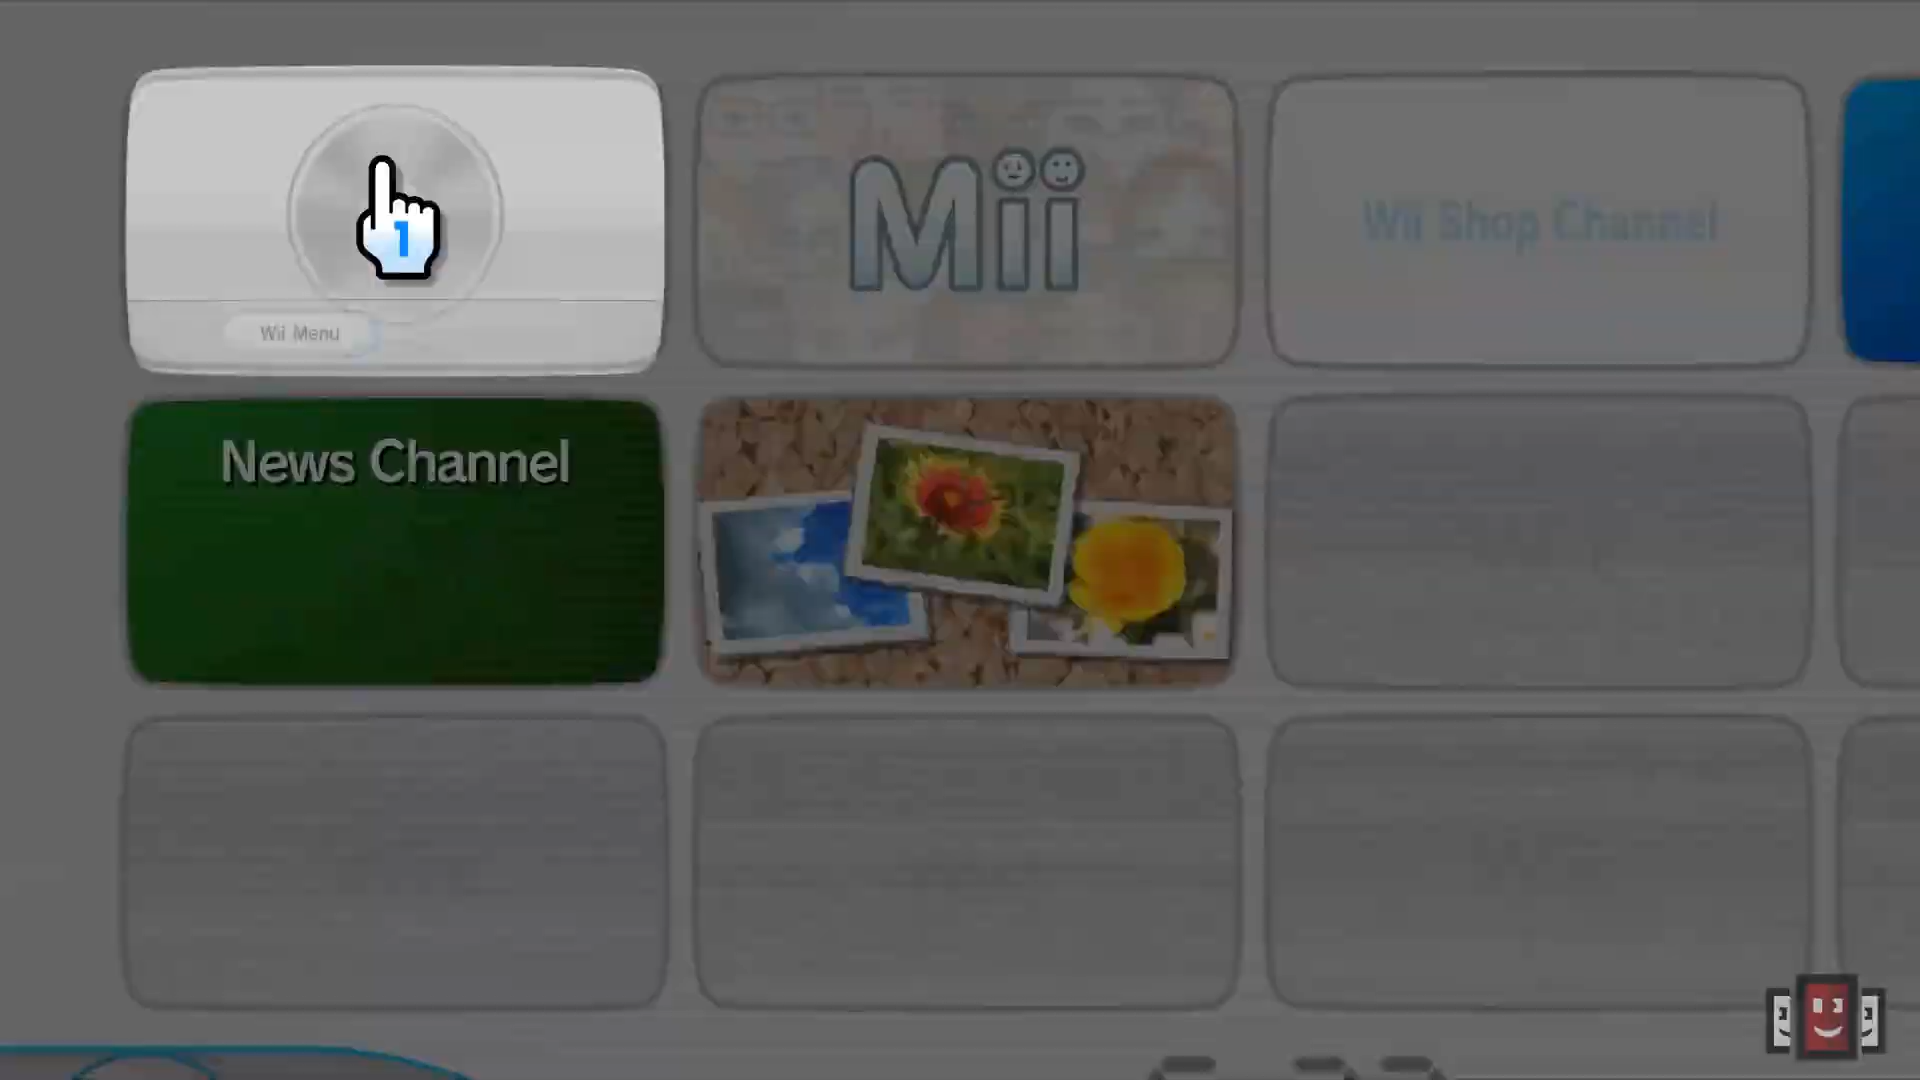 1
Wii Menu
Mii
Wii Shop Channel
News Channel